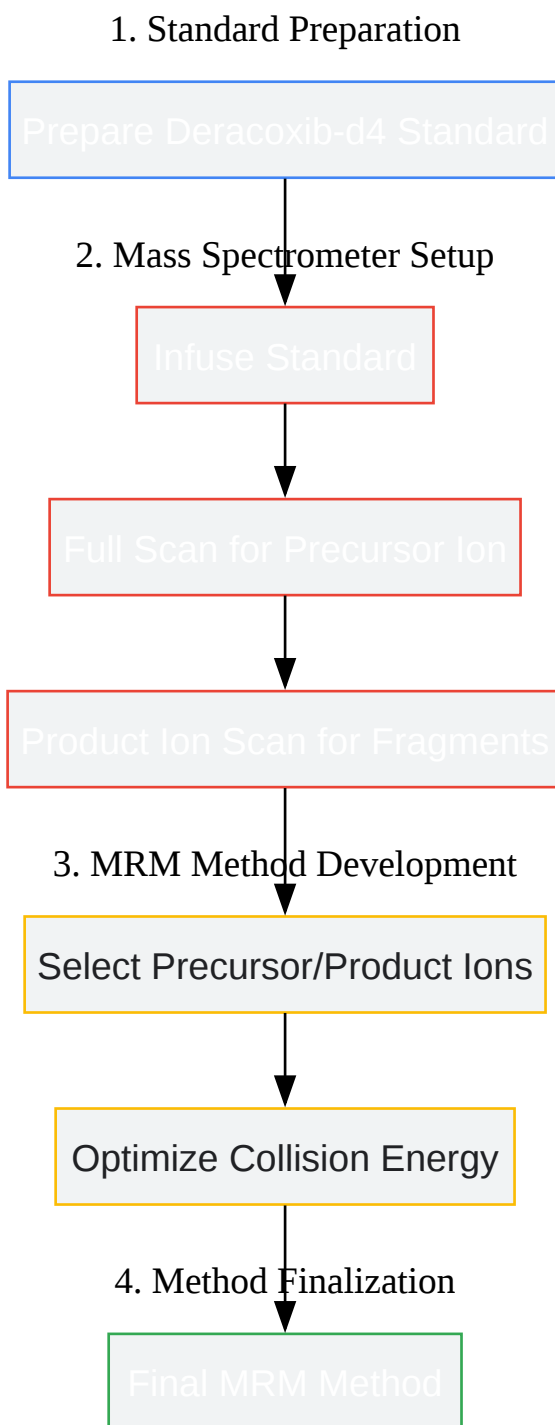 1. Standard Preparation
Prepare Deracoxib-d4 Standard
2. Mass Spectrometer Setup
Infuse Standard
Full Scan for Precursor Ion
Product Ion Scan for Fragments
3. MRM Method Development
Select Precursor/Product Ions
Optimize Collision Energy
4. Method Finalization
Final MRM Method